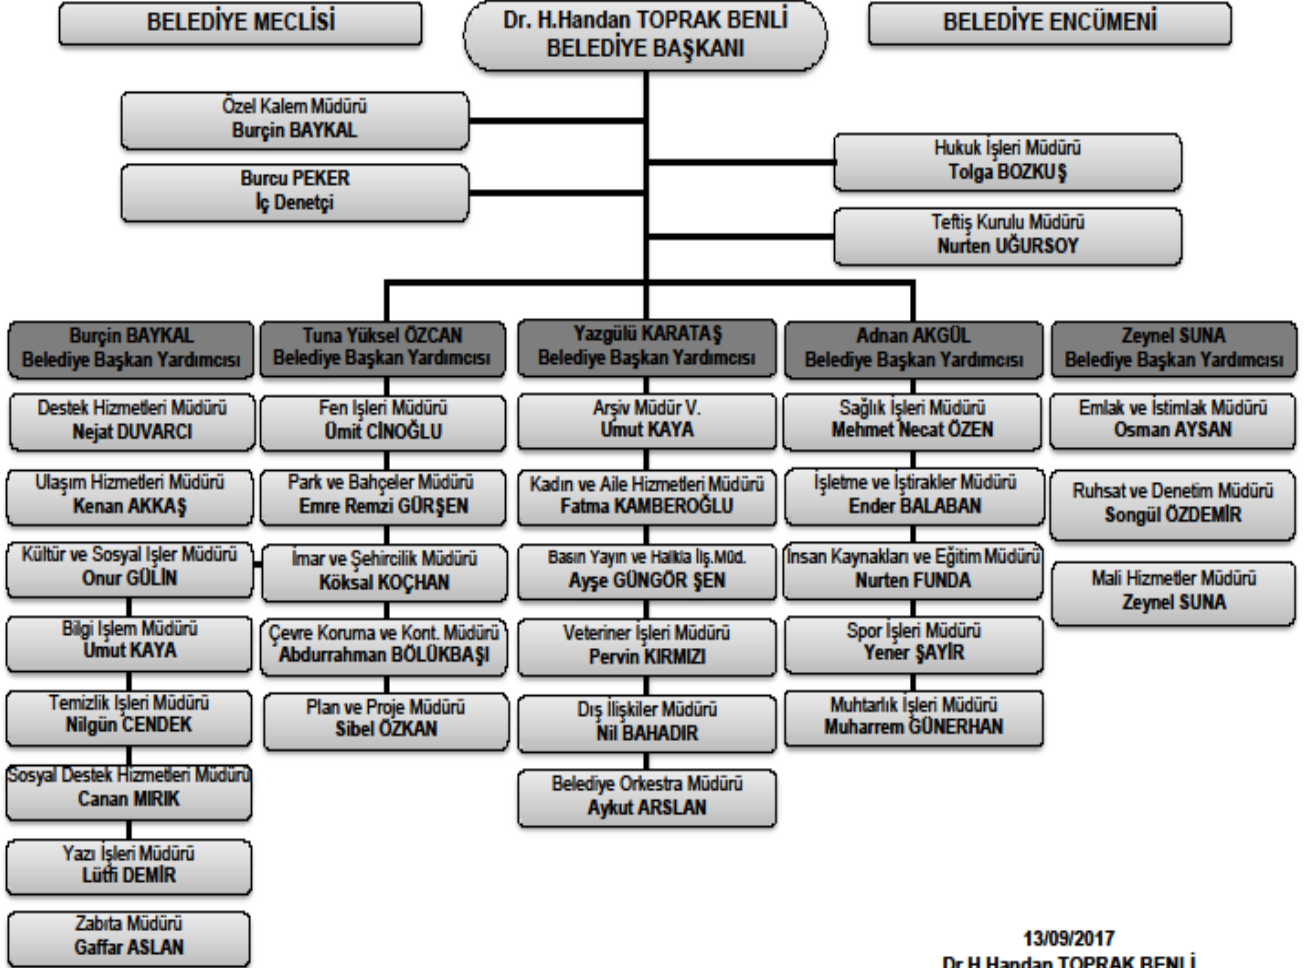 BELEDİYE MECLİSİ
Dr. H.Handan TOPRAK BENLİ
BELEDİYE BAŞKANI
BELEDİYE ENCÜMENİ
Özel Kalem Müdürü
Burçin BAYKAL
Burcu PEKER
İç Denetçi
Hukuk İşleri Müdürü
Tolga BOZKUŞ
Teftiş Kurulu Müdürü
Nurten UĞURSOY
Burçin BAYKAL
Belediye Başkan Yardımcısı
Destek Hizmetleri Müdürü
Nejat DUVARCI
Ulaşım Hizmetleri Müdürü
Kenan AKKAŞ
Kültür ve Sosyal Işler Müdürü
Onur GÜLİN
Bilgi Işlem Müdürü
Umut KAYA
Temizlik Işleri Müdürü
Nilgün CENDEK
Sosyal Destek Hizmetleri Müdürü
Canan MIRIK
Yazı İşleri Müdürü
Lütfi DEMİR
Zabıta Müdürü
Gaffar ASLAN
Tuna Yüksel ÖZCAN
Belediye Başkan Yardımcısı
Fen Işleri Müdürü
Ümit CİNOĞLU
Park ve Bahçeler Müdürü
Emre Remzi GÜRŞEN
İmar ve Şehircilik Müdürü
Köksal KOÇHAN
Çevre Koruma ve Kont. Müdürü
Abdurrahman BÖLÜKBAŞI
Plan ve Proje Müdürü
Sibel ÖZKAN
Yazgülü KARATAŞ
Belediye Başkan Yardımcısı
Arşiv Müdür V.
Umut KAYA
Kadın ve Aile Hizmetleri Müdürü
Fatma KAMBEROĞLU
Basın Yayın ve Halkla İliş.Müd.
Ayşe GÜNGÖR ŞEN
Veteriner İşleri Müdürü
Pervin KIRMIZI
Dış İlişkiler Müdürü
Nil BAHADIR
Belediye Orkestra Müdürü
Aykut ARSLAN
Adnan AKGÜL
Belediye Başkan Yardımcısı
Sağlık İşleri Müdürü
Mehmet Necat ÖZEN
İşletme ve İştirakler Müdürü
Ender BALABAN
Insan Kaynakları ve Eğitim Müdürü
Nurten FUNDA
Spor İşleri Müdürü
Yener ŞAYİR
Muhtarlık İşleri Müdürü
Muharrem GÜNERHAN
Zeynel SUNA
Belediye Başkan Yardımcısı
Emlak ve İstimlak Müdürü
Osman AYSAN
Ruhsat ve Denetim Müdürü
Songül ÖZDEMİR
Mali Hizmetler Müdürü
Zeynel SUNA
13/09/2017
Dr.H.Handan TOPRAK BENLİ